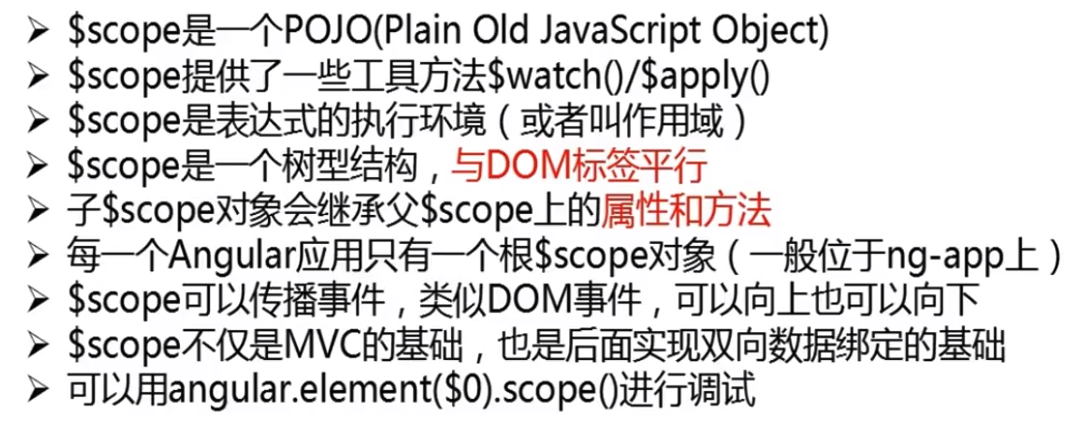 ➢ $scope是一个POJO(Plain Old JavaScript Object)
➢ $scope提供了一些工具方法$watch()/$apply()
➢ $scope是表达式的执行环境（或者叫作用域）
➢ $scope是一个树型结构，与DOM标签平行
➢ 子$scope对象会继承父$scope上的属性和方法
➢ 每一个Angular应用只有一个根$scope对象（一般位于ng-app上）
➢ $scope可以传播事件，类似DOM事件，可以向上也可以向下
➢ $scope不仅是MVC的基础，也是后面实现双向数据绑定的基础
➢ 可以用angular.element($0).scope()进行调试